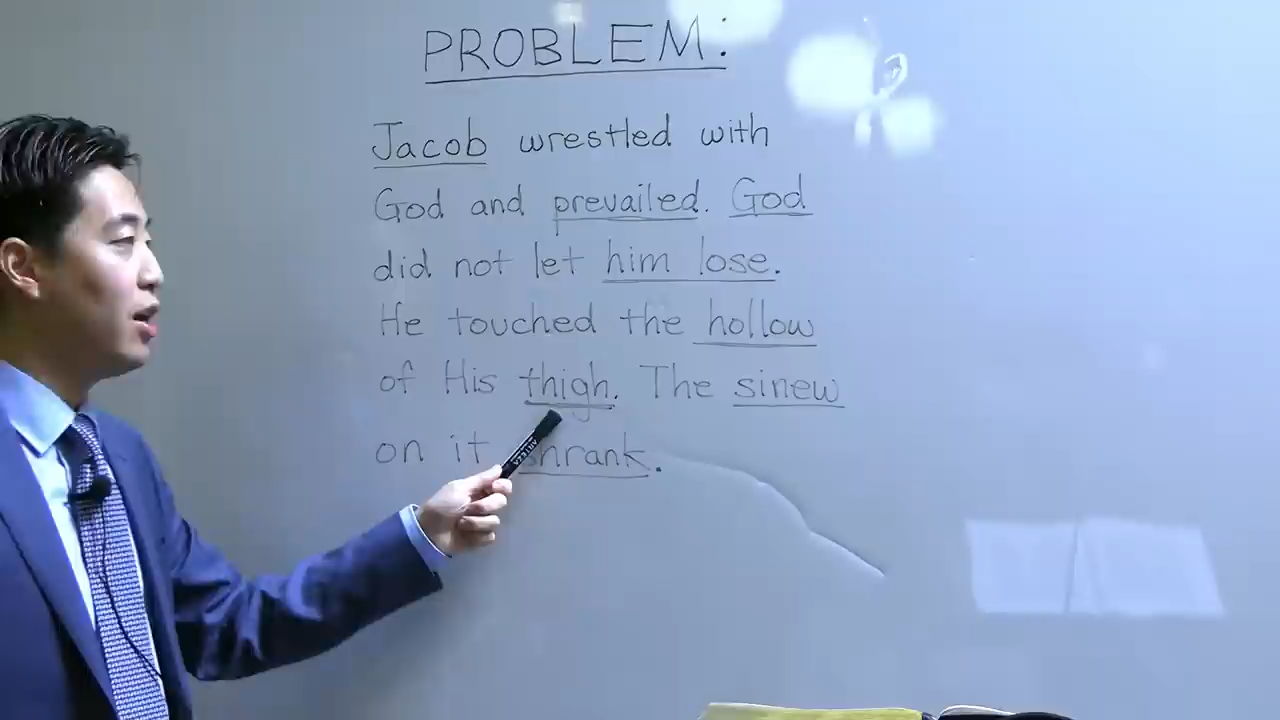 PROBLEM:
Jacob wrestled with
God and prevailed. God
did not let him lose.
He touched the hollow
of His thigh. The sinew
on it shrank.
ARTEZA